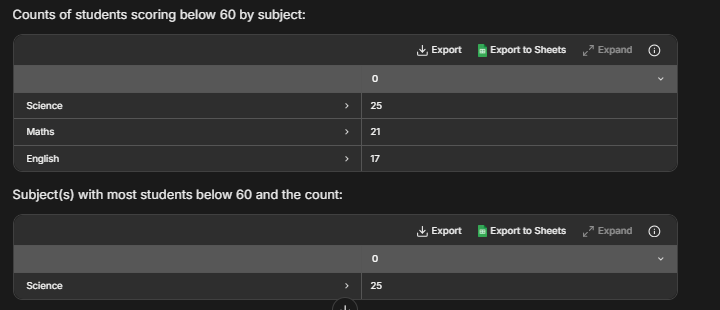 Counts of students scoring below 60 by subject:
Export Export to Sheets Expand
0
Science 25
Maths 21
English 17
Subject(s) with most students below 60 and the count:
Export Export to Sheets Expand
0
Science 25